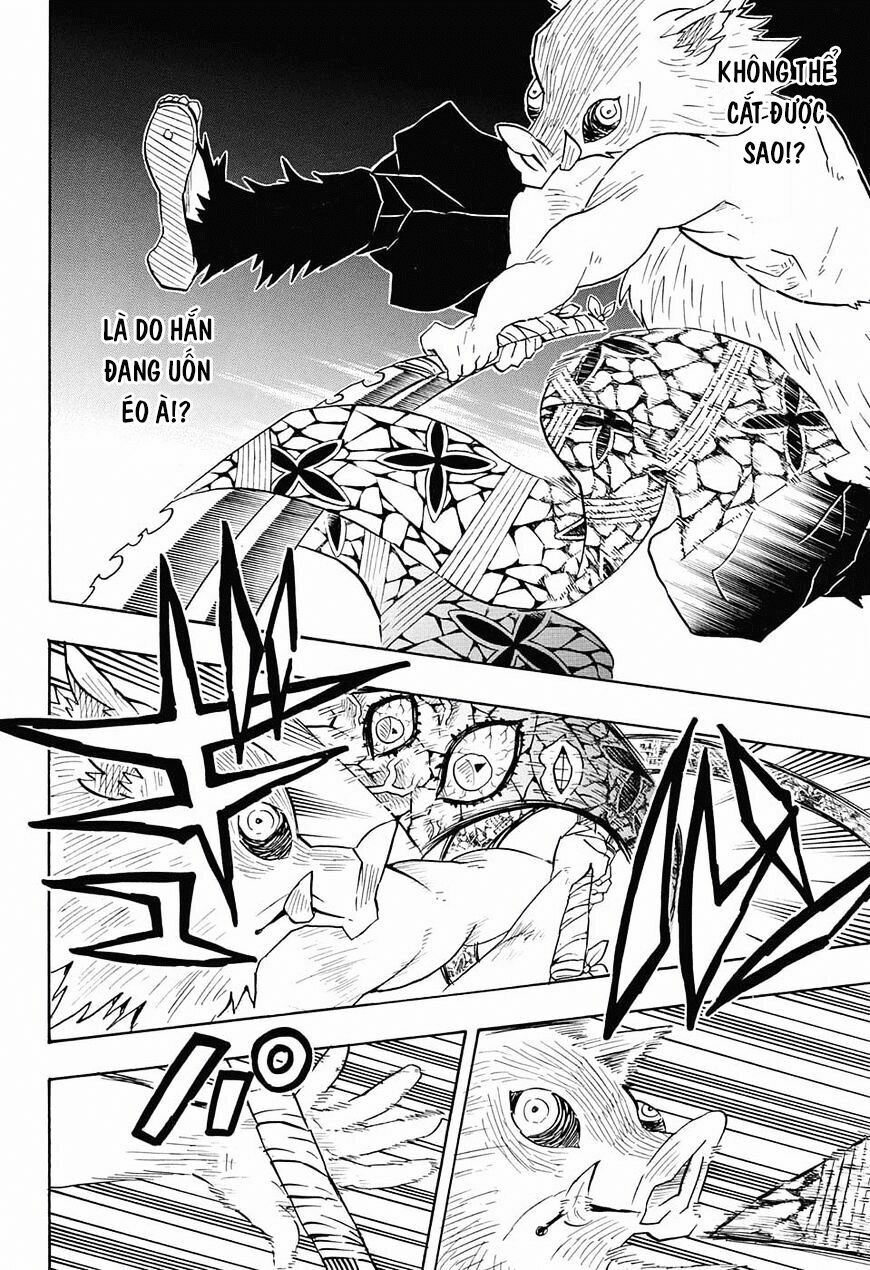 KHÔNG THỂ
CẮT ĐƯỢC
SAO!?
LÀ DO HẮN
ĐANG UỐN
ÉO À!?